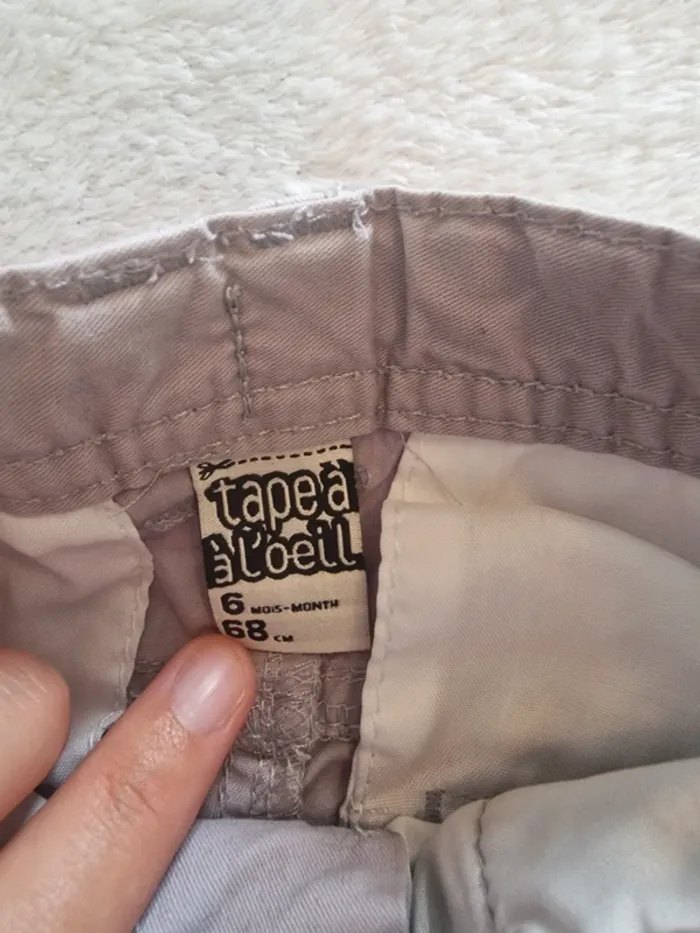 tape à
à l'oeil
6 MOIS-MONTH
68 CM